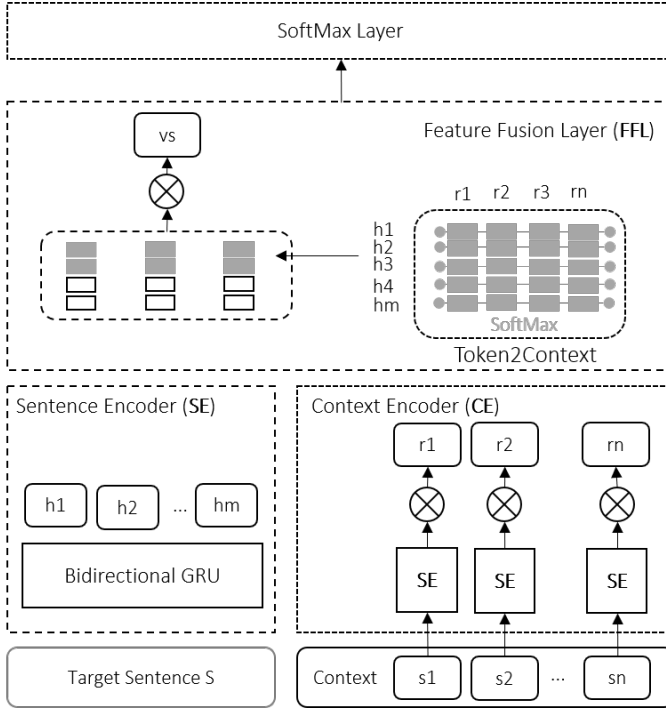 SoftMax Layer
Feature Fusion Layer (FFL)
vs
r1 r2 r3 rn
h1
h2
h3
h4
hm
SoftMax
Token2Context
Sentence Encoder (SE)
h1 h2 ... hm
Bidirectional GRU
Target Sentence S
Context Encoder (CE)
r1 r2 rn
SE SE SE
Context s1 s2 ... sn